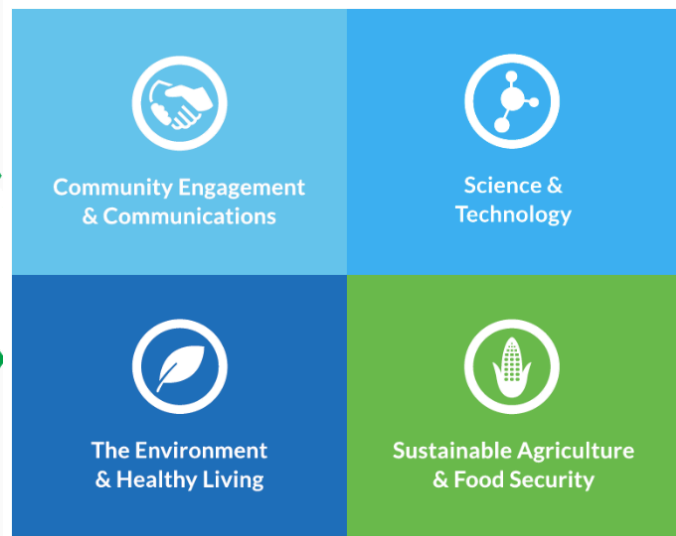 Community Engagement
& Communications
Science &
Technology
The Environment
& Healthy Living
Sustainable Agriculture
& Food Security